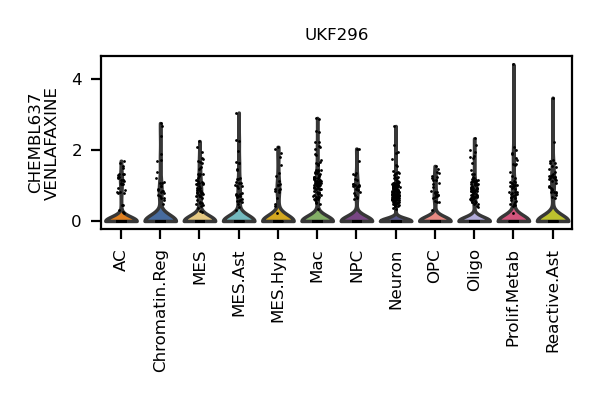 UKF296
CHEMBL637
VENLAFAXINE
4
2
0
AC
Chromatin.Reg
MES
MES.Ast
MES.Hyp
Mac
NPC
Neuron
OPC
Oligo
Prolif.Metab
Reactive.Ast